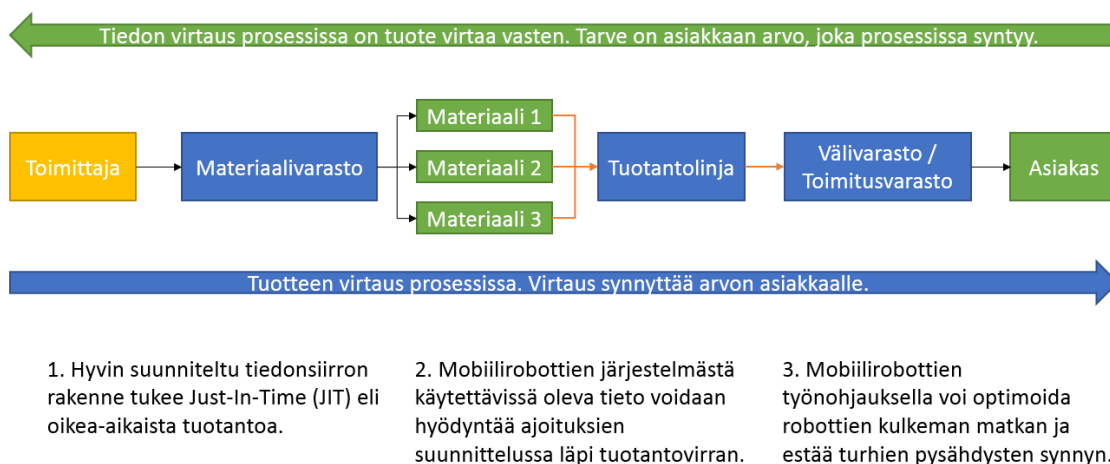 Tiedon virtaus prosessissa on tuote virtaa vasten. Tarve on asiakkaan arvo, joka prosessissa syntyy.
Toimittaja
Materiaalivarasto
Materiaali 1
Materiaali 2
Materiaali 3
Tuotantolinja
Välivarasto /
Toimitusvarasto
Asiakas
Tuotteen virtaus prosessissa. Virtaus synnyttää arvon asiakkaalle.
1. Hyvin suunniteltu tiedonsiirron
rakenne tukee Just-In-Time (JIT) eli
oikea-aikaista tuotantoa.
2. Mobiilirobottien järjestelmästä
käytettävissä oleva tieto voidaan
hyödyntää ajoituksien
suunnittelussa läpi tuotantovirran.
3. Mobiilirobottien
työnohjauksella voi optimoida
robottien kulkeman matkan ja
estää turhien pysähdysten synnyn.